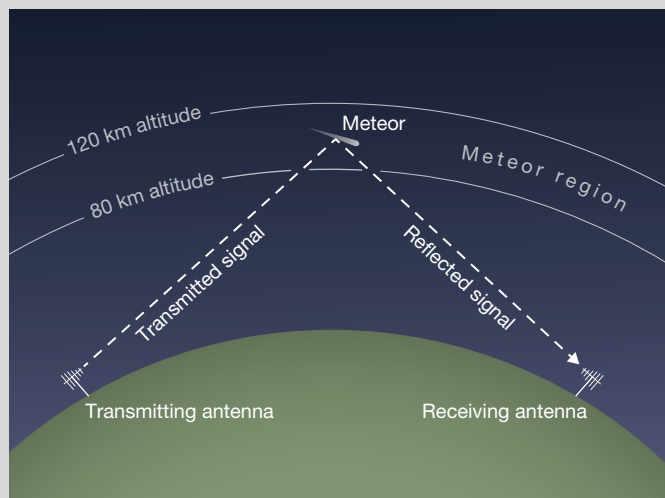 120 km altitude
Meteor
Meteor region
80 km altitude
Transmitted signal
Reflected signal
Transmitting antenna
Receiving antenna